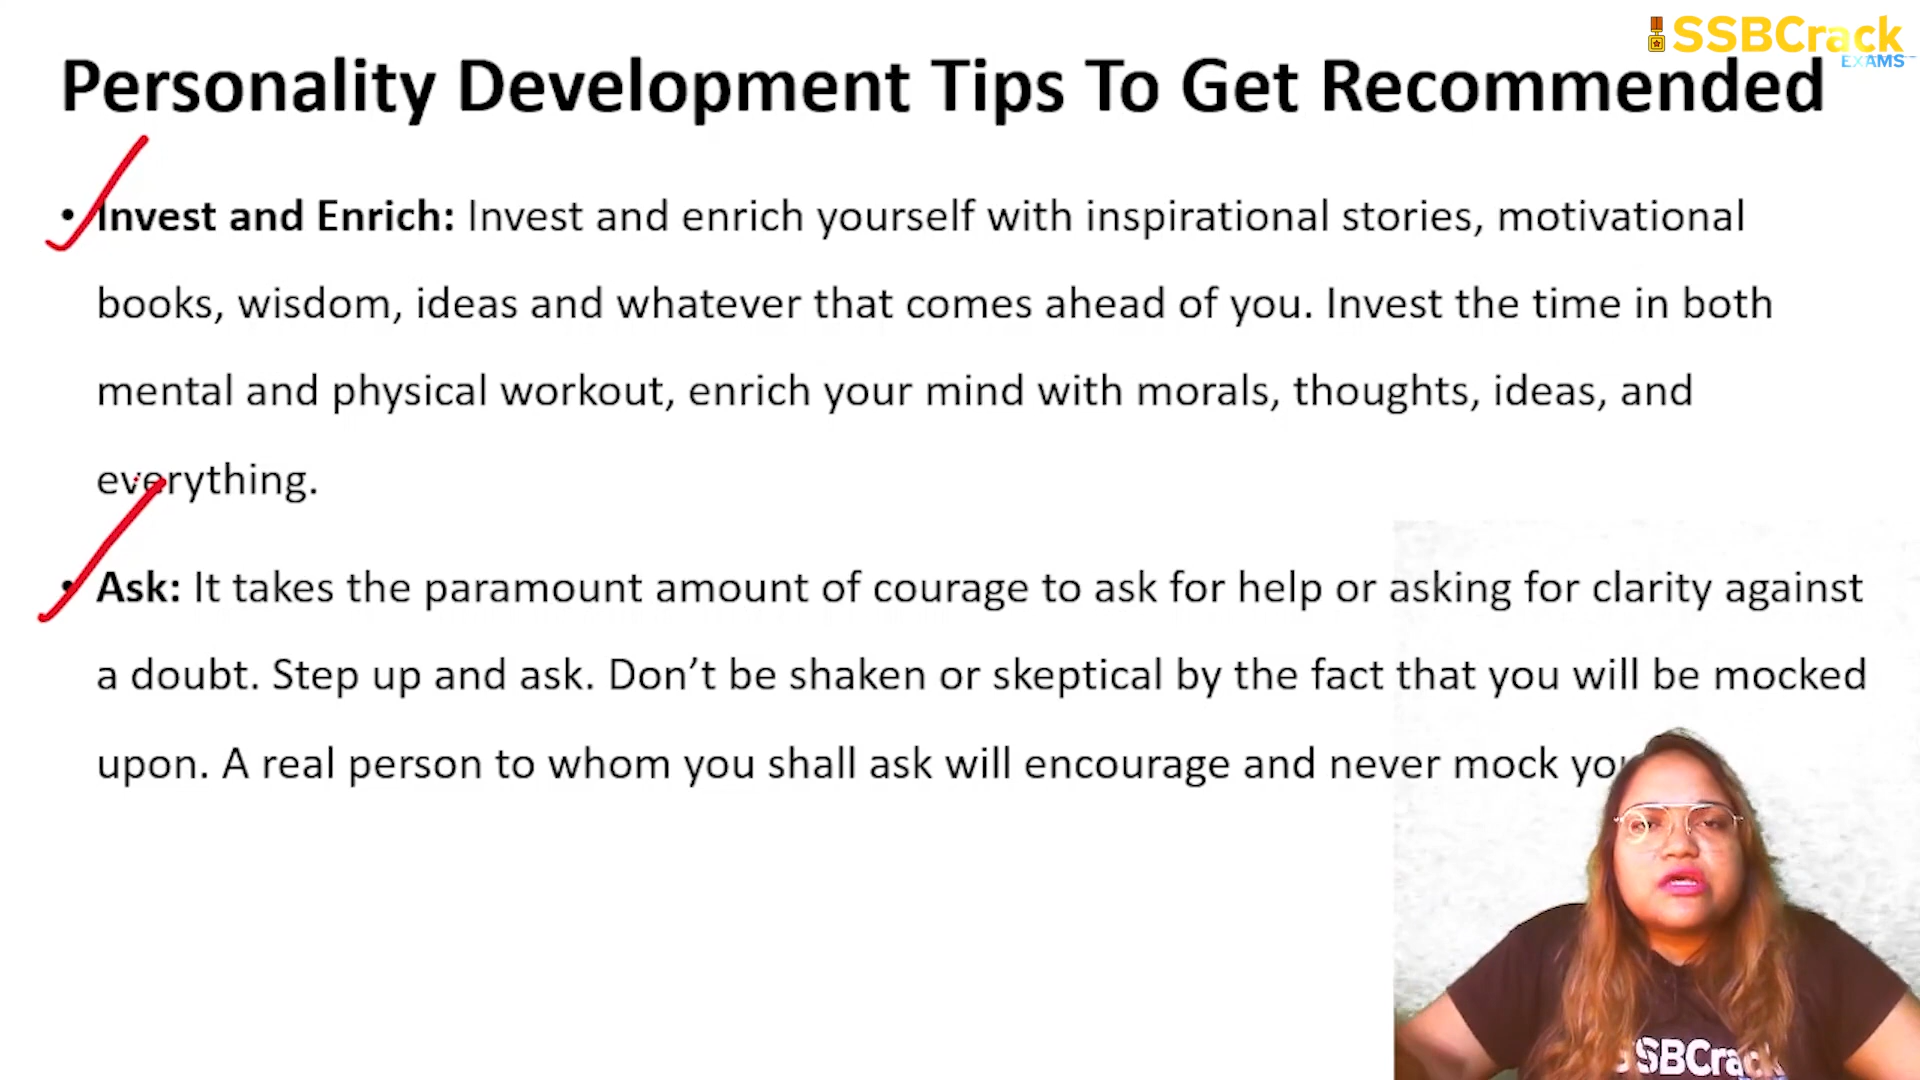 SSBCrack
EXAMS
Personality Development Tips To Get Recommended
• Invest and Enrich: Invest and enrich yourself with inspirational stories, motivational
books, wisdom, ideas and whatever that comes ahead of you. Invest the time in both
mental and physical workout, enrich your mind with morals, thoughts, ideas, and
everything.
• Ask: It takes the paramount amount of courage to ask for help or asking for clarity against
a doubt. Step up and ask. Don’t be shaken or skeptical by the fact that you will be mocked
upon. A real person to whom you shall ask will encourage and never mock you
SSBCrack